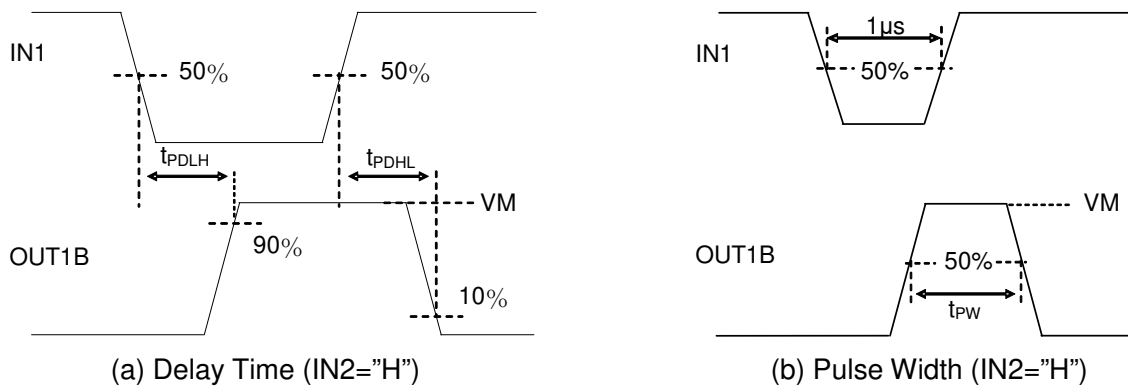 IN1
50%
50%
tPDLH
tPDHL
VM
OUT1B
90%
10%
(a) Delay Time (IN2=”H”)
1µs
IN1
50%
VM
OUT1B
50%
tPW
(b) Pulse Width (IN2=”H”)